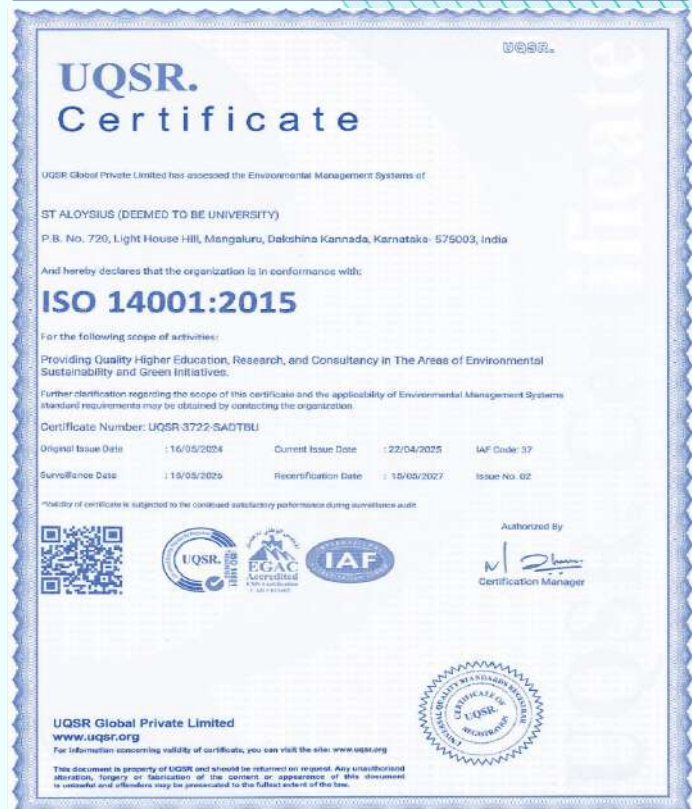 UQSR.
UQSR.
Certificate
UQSR Global Private Limited has assessed the Environmental Management Systems of
ST ALOYSIUS (DEEMED TO BE UNIVERSITY)
P.B. No. 720, Light House Hill, Mangaluru, Dakshina Kannada, Karnataka- 575003, India
And hereby declares that the organization is in conformance with:
ISO 14001:2015
For the following scope of activities:
Providing Quality Higher Education, Research, and Consultancy in The Areas of Environmental
Sustainability and Green Initiatives.
Further clarification regarding the scope of this certificate and the applicability of Environmental Management Systems
standard requirements may be obtained by contacting the organization
Certificate Number: UQSR-3722-SADTBU
Original Issue Date : 16/05/2024 Current Issue Date : 22/04/2025 IAF Code: 37
Surveillance Date : 16/05/2026 Recertification Date : 15/05/2027 Issue No. 02
*Validity of certificate is subjected to the continued satisfactory performance during surveillance audit
Authorized By
Certification Manager
UQSR.
ISO 14001
EGAC
Accredited
IAF
UQSR Global Private Limited
www.uqsr.org
For information concerning validity of certificate, you can visit the site: www.uqsr.org
This document is property of UQSR and should be returned on request. Any unauthorised
alteration, forgery or fabrication of the content or appearance of this document
is unlawful and offenders may be prosecuted to the fullest extent of the law.
UNIVERSAL QUALITY STANDARDS REGISTRAR
CERTIFICATE OF
UQSR.
REGISTRATION